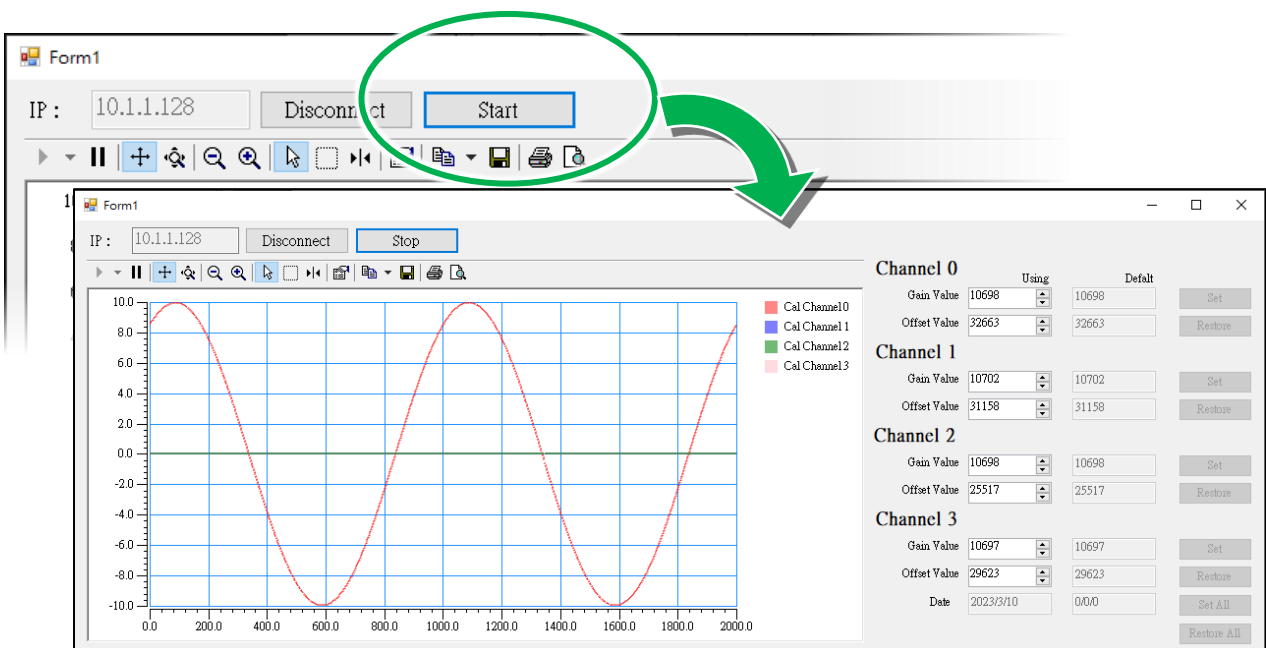 Form1
IP : 10.1.1.128 Disconnect Start
Form1
IP : 10.1.1.128 Disconnect Stop
10.0
8.0
6.0
4.0
2.0
0.0
-2.0
-4.0
-6.0
-8.0
-10.0
0.0 200.0 400.0 600.0 800.0 1000.0 1200.0 1400.0 1600.0 1800.0 2000.0
Cal Channel0
Cal Channel1
Cal Channel2
Cal Channel3
Channel 0
Using Defalt
Gain Value 10698 10698 Set
Offset Value 32663 32663 Restore
Channel 1
Gain Value 10702 10702 Set
Offset Value 31158 31158 Restore
Channel 2
Gain Value 10698 10698 Set
Offset Value 25517 25517 Restore
Channel 3
Gain Value 10697 10697 Set
Offset Value 29623 29623 Restore
Date 2023/3/10 0/0/0 Set All
Restore All